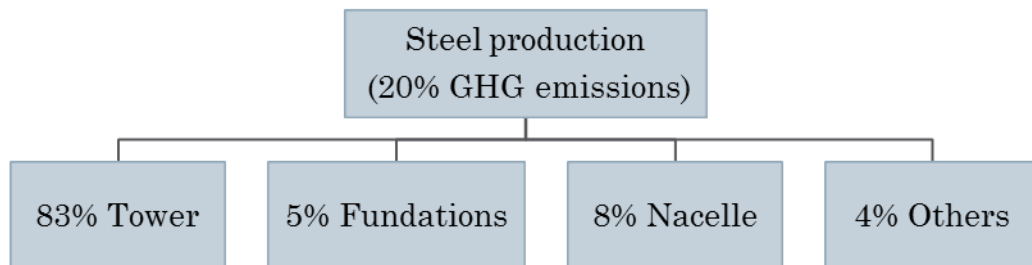 Steel production
(20% GHG emissions)
83% Tower
5% Fundations
8% Nacelle
4% Others